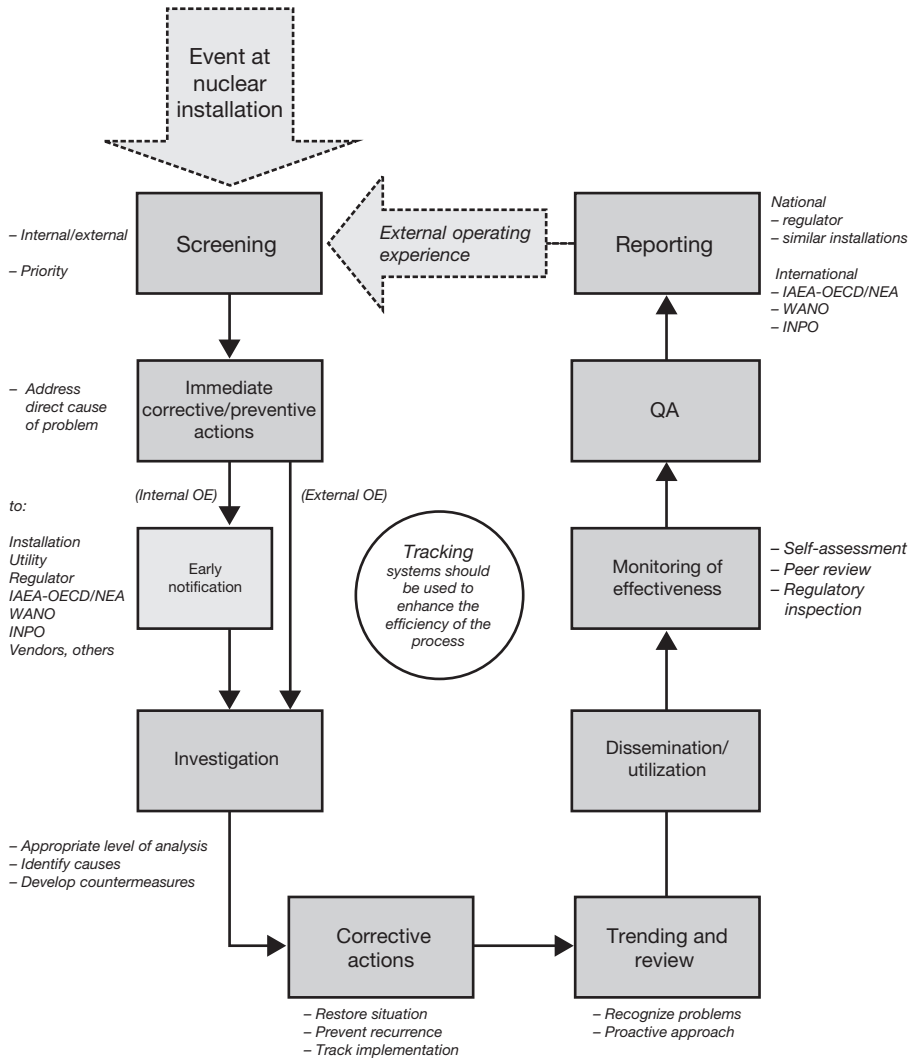 Event at
nuclear
installation
– Internal/external
– Priority
Screening
External operating
experience
Reporting
National
– regulator
– similar installations
International
– IAEA-OECD/NEA
– WANO
– INPO
– Address
direct cause
of problem
Immediate
corrective/preventive
actions
QA
(Internal OE)
(External OE)
to:
Installation
Utility
Regulator
IAEA-OECD/NEA
WANO
INPO
Vendors, others
Early
notification
Tracking
systems should
be used to
enhance the
efficiency of the
process
Monitoring of
effectiveness
– Self-assessment
– Peer review
– Regulatory
inspection
Investigation
– Appropriate level of analysis
– Identify causes
– Develop countermeasures
Dissemination/
utilization
Corrective
actions
– Restore situation
– Prevent recurrence
– Track implementation
Trending and
review
– Recognize problems
– Proactive approach